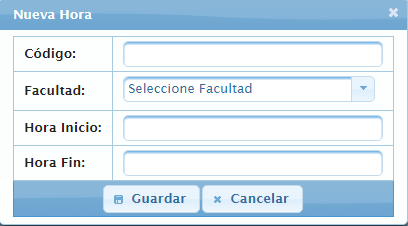 Nueva Hora
Código:
Facultad: Seleccione Facultad
Hora Inicio:
Hora Fin:
Guardar Cancelar